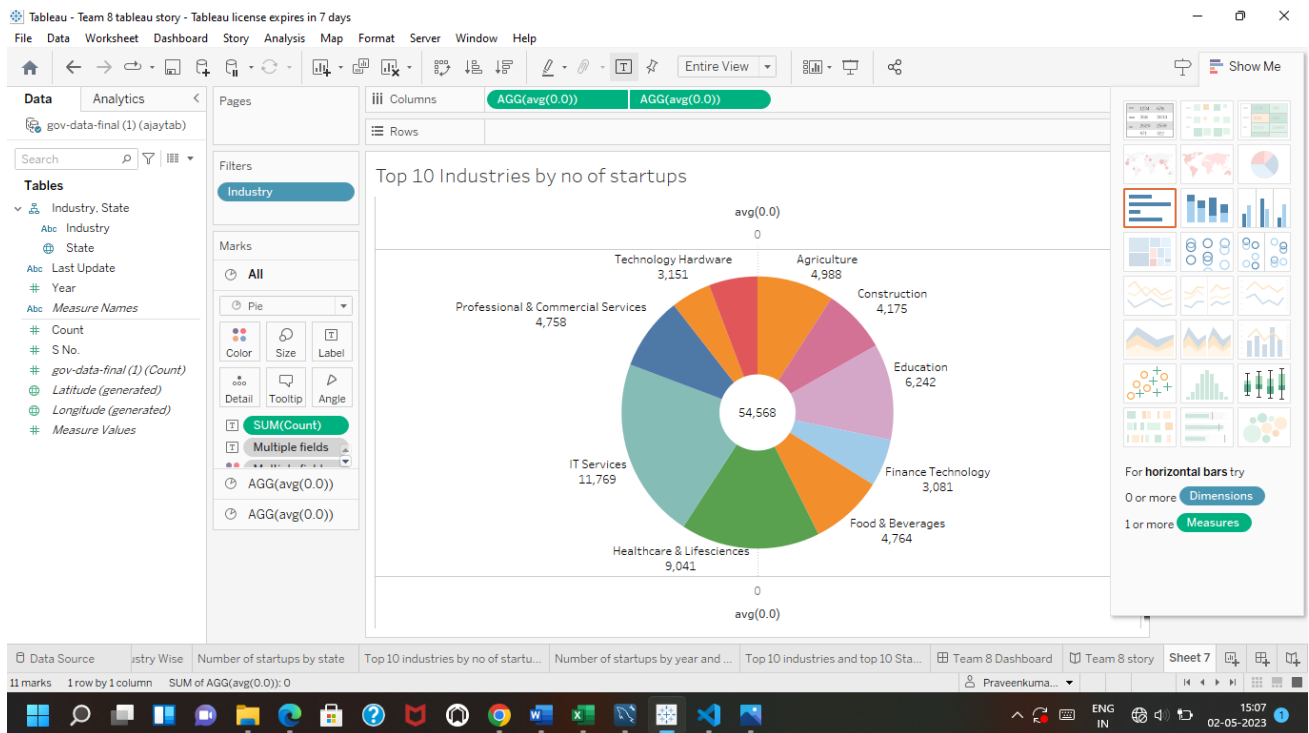 Tableau - Team 8 tableau story - Tableau license expires in 7 days
File Data Worksheet Dashboard Story Analysis Map Format Server Window Help
Entire View
Show Me
Data Analytics
gov-data-final (1) (ajaytab)
Search
Tables
Industry, State
Abc Industry
State
Abc Last Update
# Year
Abc Measure Names
# Count
# S No.
# gov-data-final (1) (Count)
Latitude (generated)
Longitude (generated)
# Measure Values
Pages
Filters
Industry
Marks
All
Pie
Color Size Label
Detail Tooltip Angle
SUM(Count)
Multiple fields
AGG(avg(0.0))
AGG(avg(0.0))
Columns AGG(avg(0.0)) AGG(avg(0.0))
Rows
Top 10 Industries by no of startups
avg(0.0)
0
Technology Hardware
3,151
Agriculture
4,988
Construction
4,175
Professional & Commercial Services
4,758
Education
6,242
54,568
IT Services
11,769
Finance Technology
3,081
Food & Beverages
4,764
Healthcare & Lifesciences
9,041
0
avg(0.0)
For horizontal bars try
0 or more Dimensions
1 or more Measures
Data Source ustry Wise Number of startups by state Top 10 industries by no of startu... Number of startups by year and ... Top 10 industries and top 10 Sta... Team 8 Dashboard Team 8 story Sheet 7
11 marks 1 row by 1 column SUM of AGG(avg(0.0)): 0 Praveenkuma...
ENG
IN
15:07
02-05-2023
1